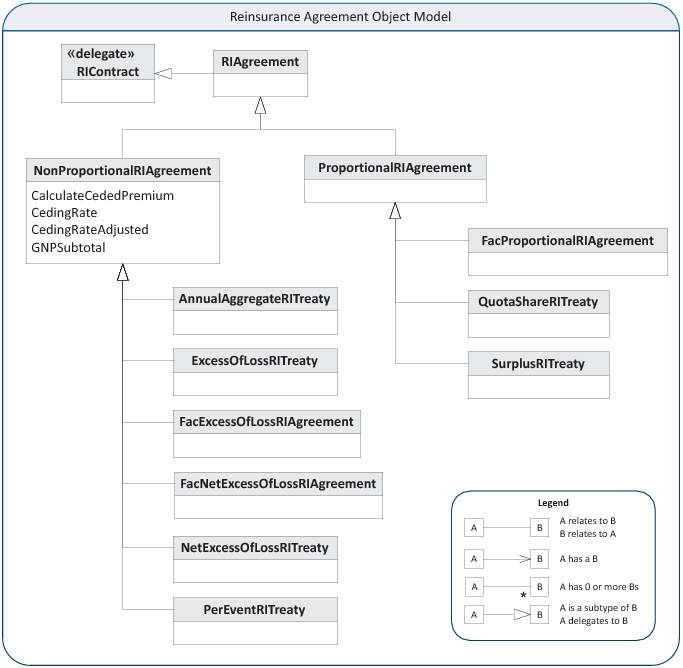 Reinsurance Agreement Object Model
«delegate»
RIContract
RIAgreement
NonProportionalRIAgreement
CalculateCededPremium
CedingRate
CedingRateAdjusted
GNPSubtotal
ProportionalRIAgreement
FacProportionalRIAgreement
QuotaShareRITreaty
SurplusRITreaty
AnnualAggregateRITreaty
ExcessOfLossRITreaty
FacExcessOfLossRIAgreement
FacNetExcessOfLossRIAgreement
NetExcessOfLossRITreaty
PerEventRITreaty
Legend
A B A relates to B
B relates to A
A B A has a B
A B A has 0 or more Bs
*
A B A is a subtype of B
A delegates to B